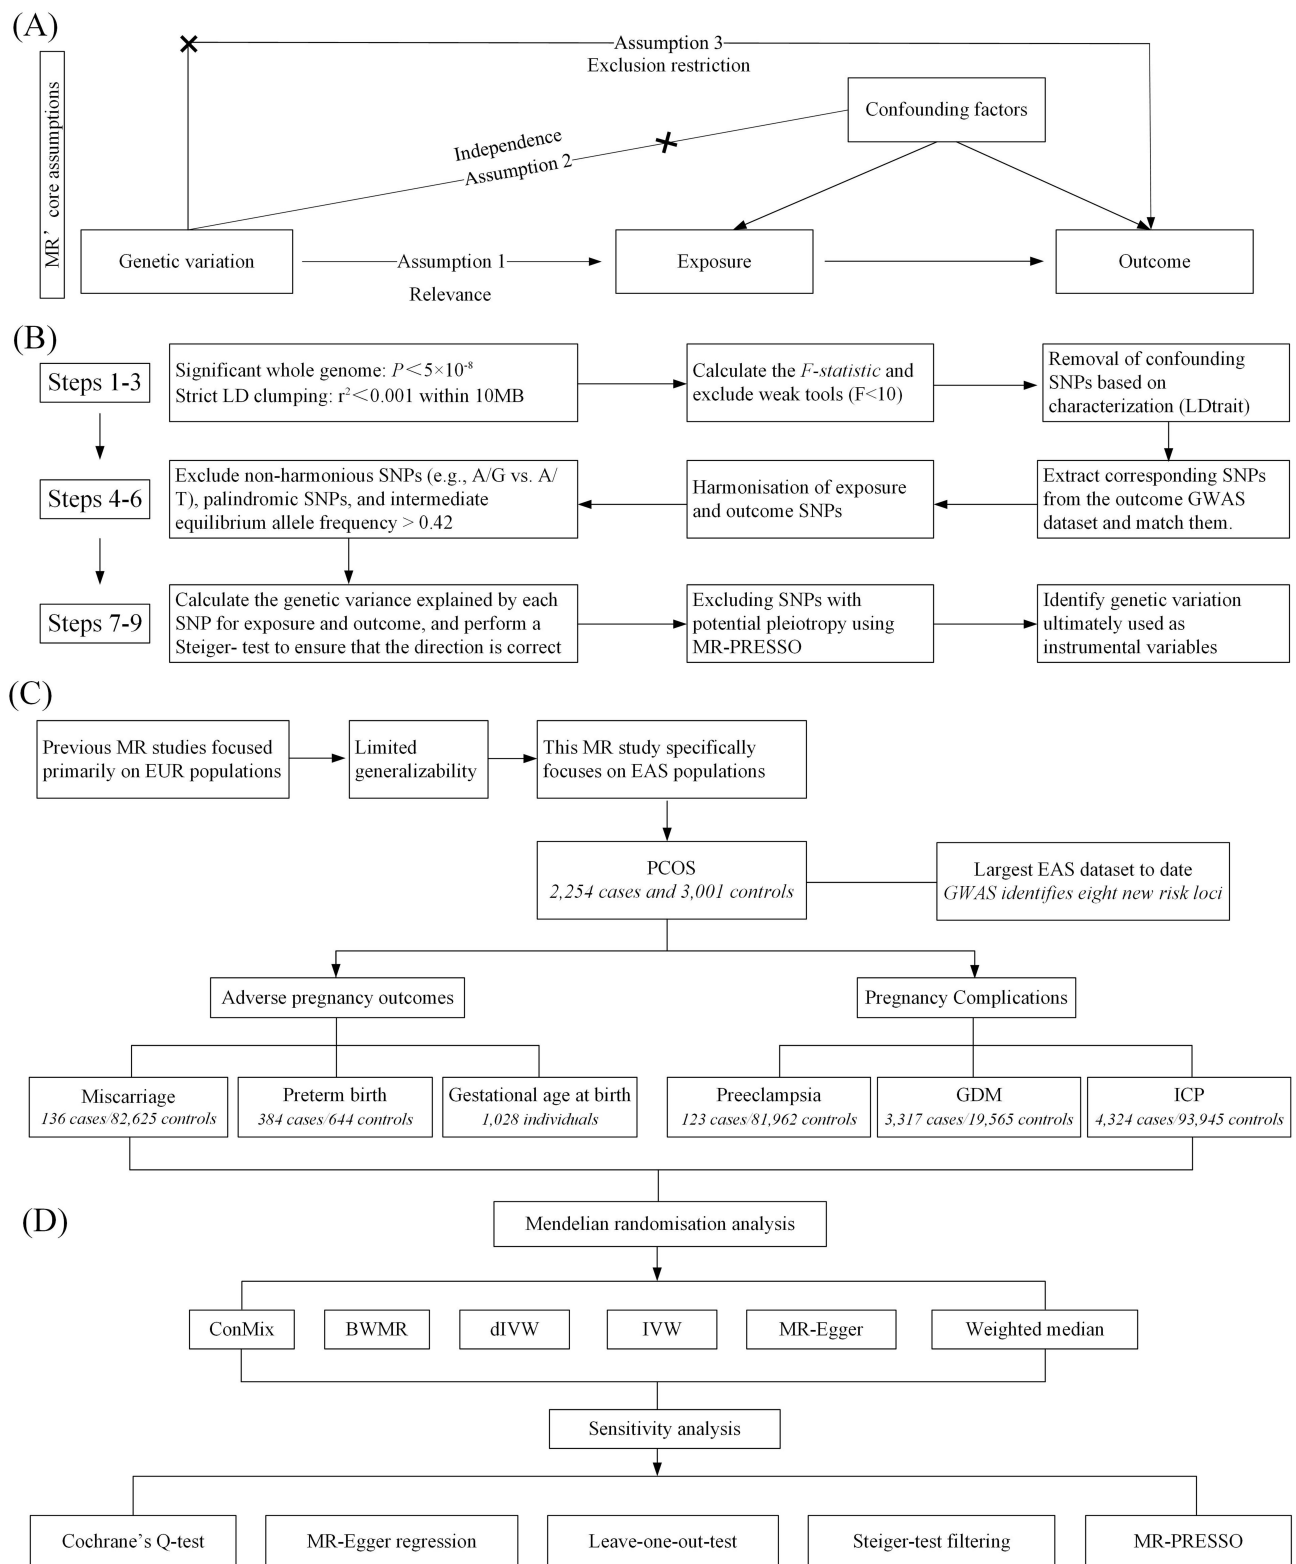 (A)
MR’ core assumptions
Assumption 3
Exclusion restriction
Confounding factors
Independence
Assumption 2
Genetic variation
Assumption 1
Relevance
Exposure
Outcome
(B)
Steps 1-3
Significant whole genome: P＜5×10⁻⁸
Strict LD clumping: r²＜0.001 within 10MB
Calculate the F-statistic and
exclude weak tools (F<10)
Removal of confounding
SNPs based on
characterization (LDtrait)
Steps 4-6
Exclude non-harmonious SNPs (e.g., A/G vs. A/
T), palindromic SNPs, and intermediate
equilibrium allele frequency > 0.42
Harmonisation of exposure
and outcome SNPs
Extract corresponding SNPs
from the outcome GWAS
dataset and match them.
Steps 7-9
Calculate the genetic variance explained by each
SNP for exposure and outcome, and perform a
Steiger- test to ensure that the direction is correct
Excluding SNPs with
potential pleiotropy using
MR-PRESSO
Identify genetic variation
ultimately used as
instrumental variables
(C)
Previous MR studies focused
primarily on EUR populations
Limited
generalizability
This MR study specifically
focuses on EAS populations
PCOS
2,254 cases and 3,001 controls
Largest EAS dataset to date
GWAS identifies eight new risk loci
Adverse pregnancy outcomes
Pregnancy Complications
Miscarriage
136 cases/82,625 controls
Preterm birth
384 cases/644 controls
Gestational age at birth
1,028 individuals
Preeclampsia
123 cases/81,962 controls
GDM
3,317 cases/19,565 controls
ICP
4,324 cases/93,945 controls
(D)
Mendelian randomisation analysis
ConMix
BWMR
dIVW
IVW
MR-Egger
Weighted median
Sensitivity analysis
Cochrane’s Q-test
MR-Egger regression
Leave-one-out-test
Steiger-test filtering
MR-PRESSO